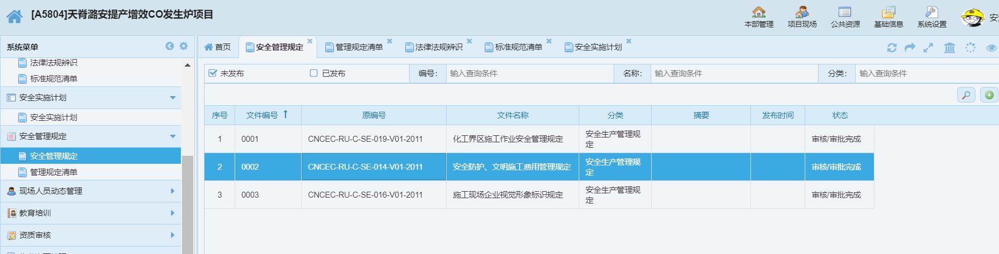 [A5804]天脊潞安提产增效CO发生炉项目
本部管理 项目现场 公共资源 基础信息 系统设置
系统菜单
首页 安全管理规定 管理规定清单 法律法规辨识 标准规范清单 安全实施计划
法律法规辨识
标准规范清单
安全实施计划
安全实施计划
安全管理规定
安全管理规定
管理规定清单
现场人员动态管理
教育培训
资质审核
未发布 已发布 编号: 输入查询条件 名称: 输入查询条件 分类: 输入查询条件
序号 文件编号 原编号 文件名称 分类 摘要 发布时间 状态
1 0001 CNCEC-RU-C-SE-019-V01-2011 化工界区施工作业安全管理规定 安全生产管理规
定 审核/审批完成
2 0002 CNCEC-RU-C-SE-014-V01-2011 安全防护、文明施工费用管理规定 安全生产管理规
定 审核/审批完成
3 0003 CNCEC-RU-C-SE-016-V01-2011 施工现场企业视觉形象标识规定 安全生产管理规
定 审核/审批完成